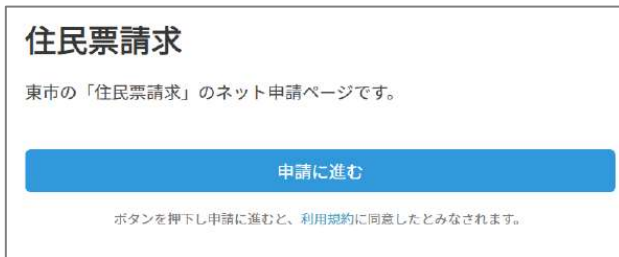 住民票請求
東市の「住民票請求」のネット申請ページです。
申請に進む
ボタンを押下し申請に進むと、利用規約に同意したとみなされます。